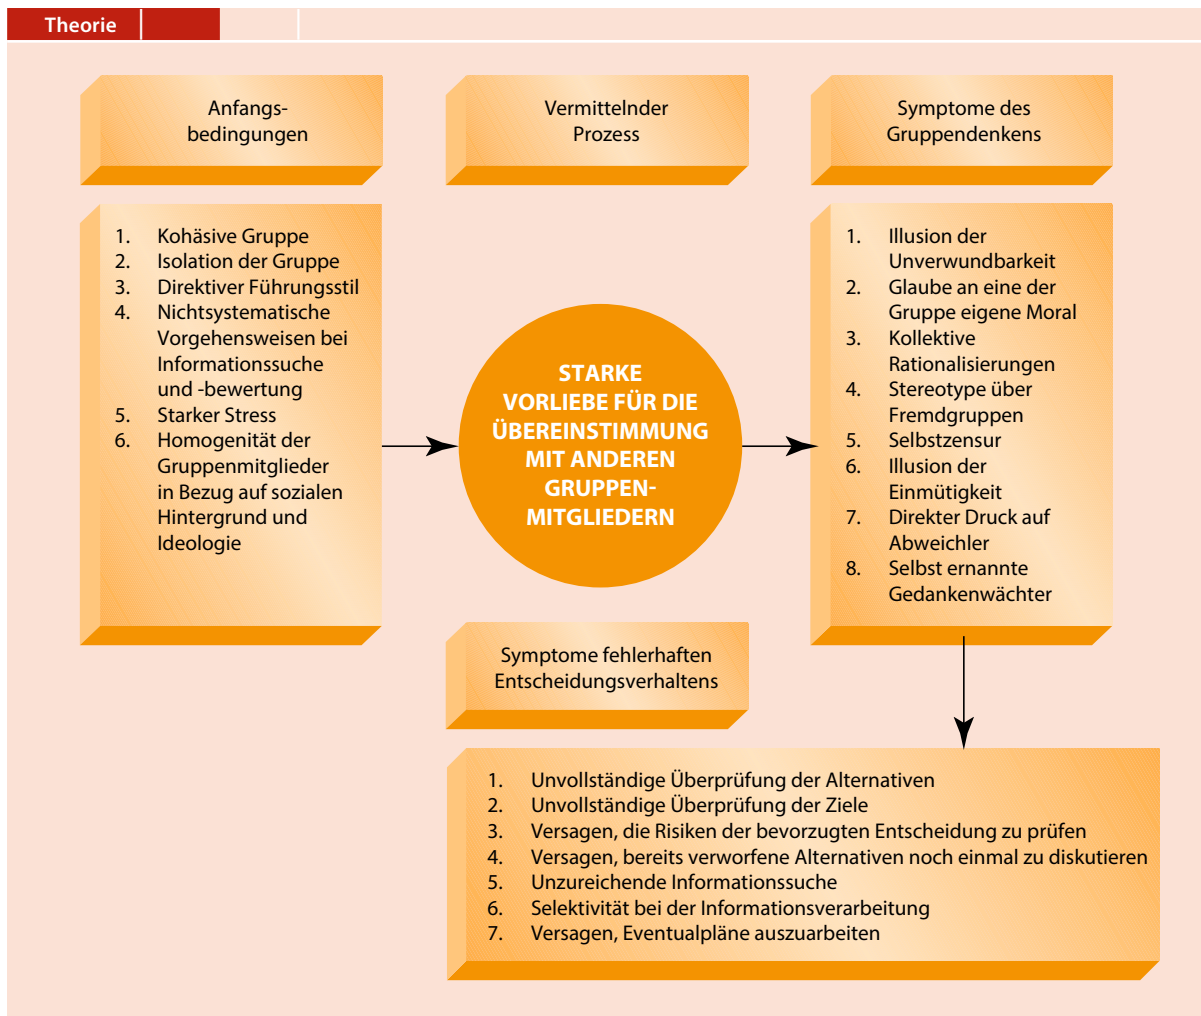 Theorie
Anfangs-
bedingungen
Vermittelnder
Prozess
Symptome des
Gruppendenkens
1. Kohäsive Gruppe
2. Isolation der Gruppe
3. Direktiver Führungsstil
4. Nichtsystematische
Vorgehensweisen bei
Informationssuche
und -bewertung
5. Starker Stress
6. Homogenität der
Gruppenmitglieder
in Bezug auf sozialen
Hintergrund und
Ideologie
STARKE
VORLIEBE FÜR DIE
ÜBEREINSTIMMUNG
MIT ANDEREN
GRUPPEN-
MITGLIEDERN
1. Illusion der
Unverwundbarkeit
2. Glaube an eine der
Gruppe eigene Moral
3. Kollektive
Rationalisierungen
4. Stereotype über
Fremdgruppen
5. Selbstzensur
6. Illusion der
Einmütigkeit
7. Direkter Druck auf
Abweichler
8. Selbst ernannte
Gedankenwächter
Symptome fehlerhaften
Entscheidungsverhaltens
1. Unvollständige Überprüfung der Alternativen
2. Unvollständige Überprüfung der Ziele
3. Versagen, die Risiken der bevorzugten Entscheidung zu prüfen
4. Versagen, bereits verworfene Alternativen noch einmal zu diskutieren
5. Unzureichende Informationssuche
6. Selektivität bei der Informationsverarbeitung
7. Versagen, Eventualpläne auszuarbeiten